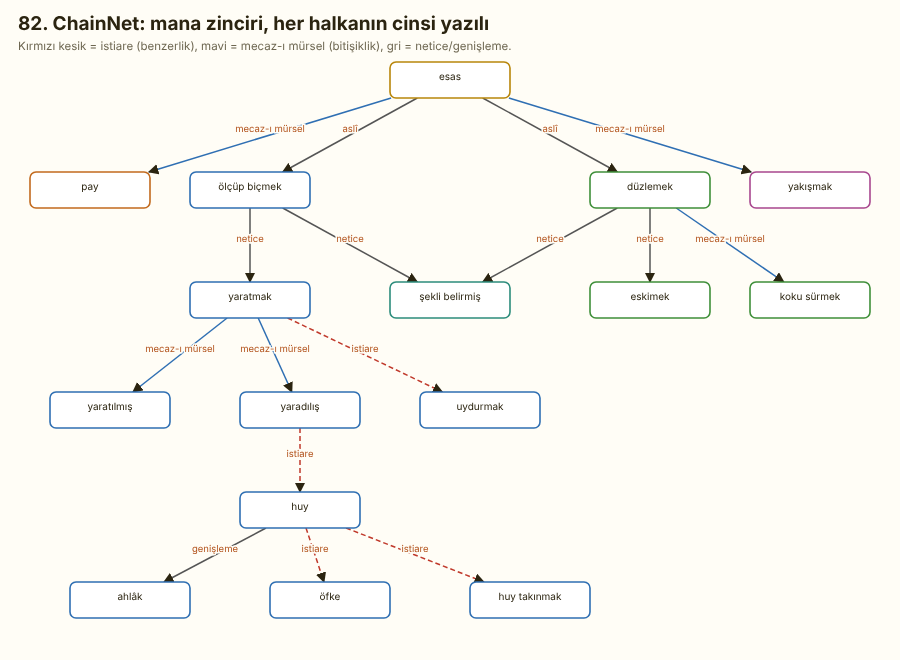 82. ChainNet: mana zinciri, her halkanın cinsi yazılı
Kırmızı kesik = istiare (benzerlik), mavi = mecaz-ı mürsel (bitişiklik), gri = netice/genişleme.
esas
mecaz-ı mürsel
aslî
aslî
mecaz-ı mürsel
pay
ölçüp biçmek
düzlemek
yakışmak
netice
netice
netice
netice
mecaz-ı mürsel
yaratmak
şekli belirmiş
eskimek
koku sürmek
mecaz-ı mürsel
mecaz-ı mürsel
istiare
yaratılmış
yaradılış
uydurmak
istiare
huy
genişleme
istiare
istiare
ahlâk
öfke
huy takınmak